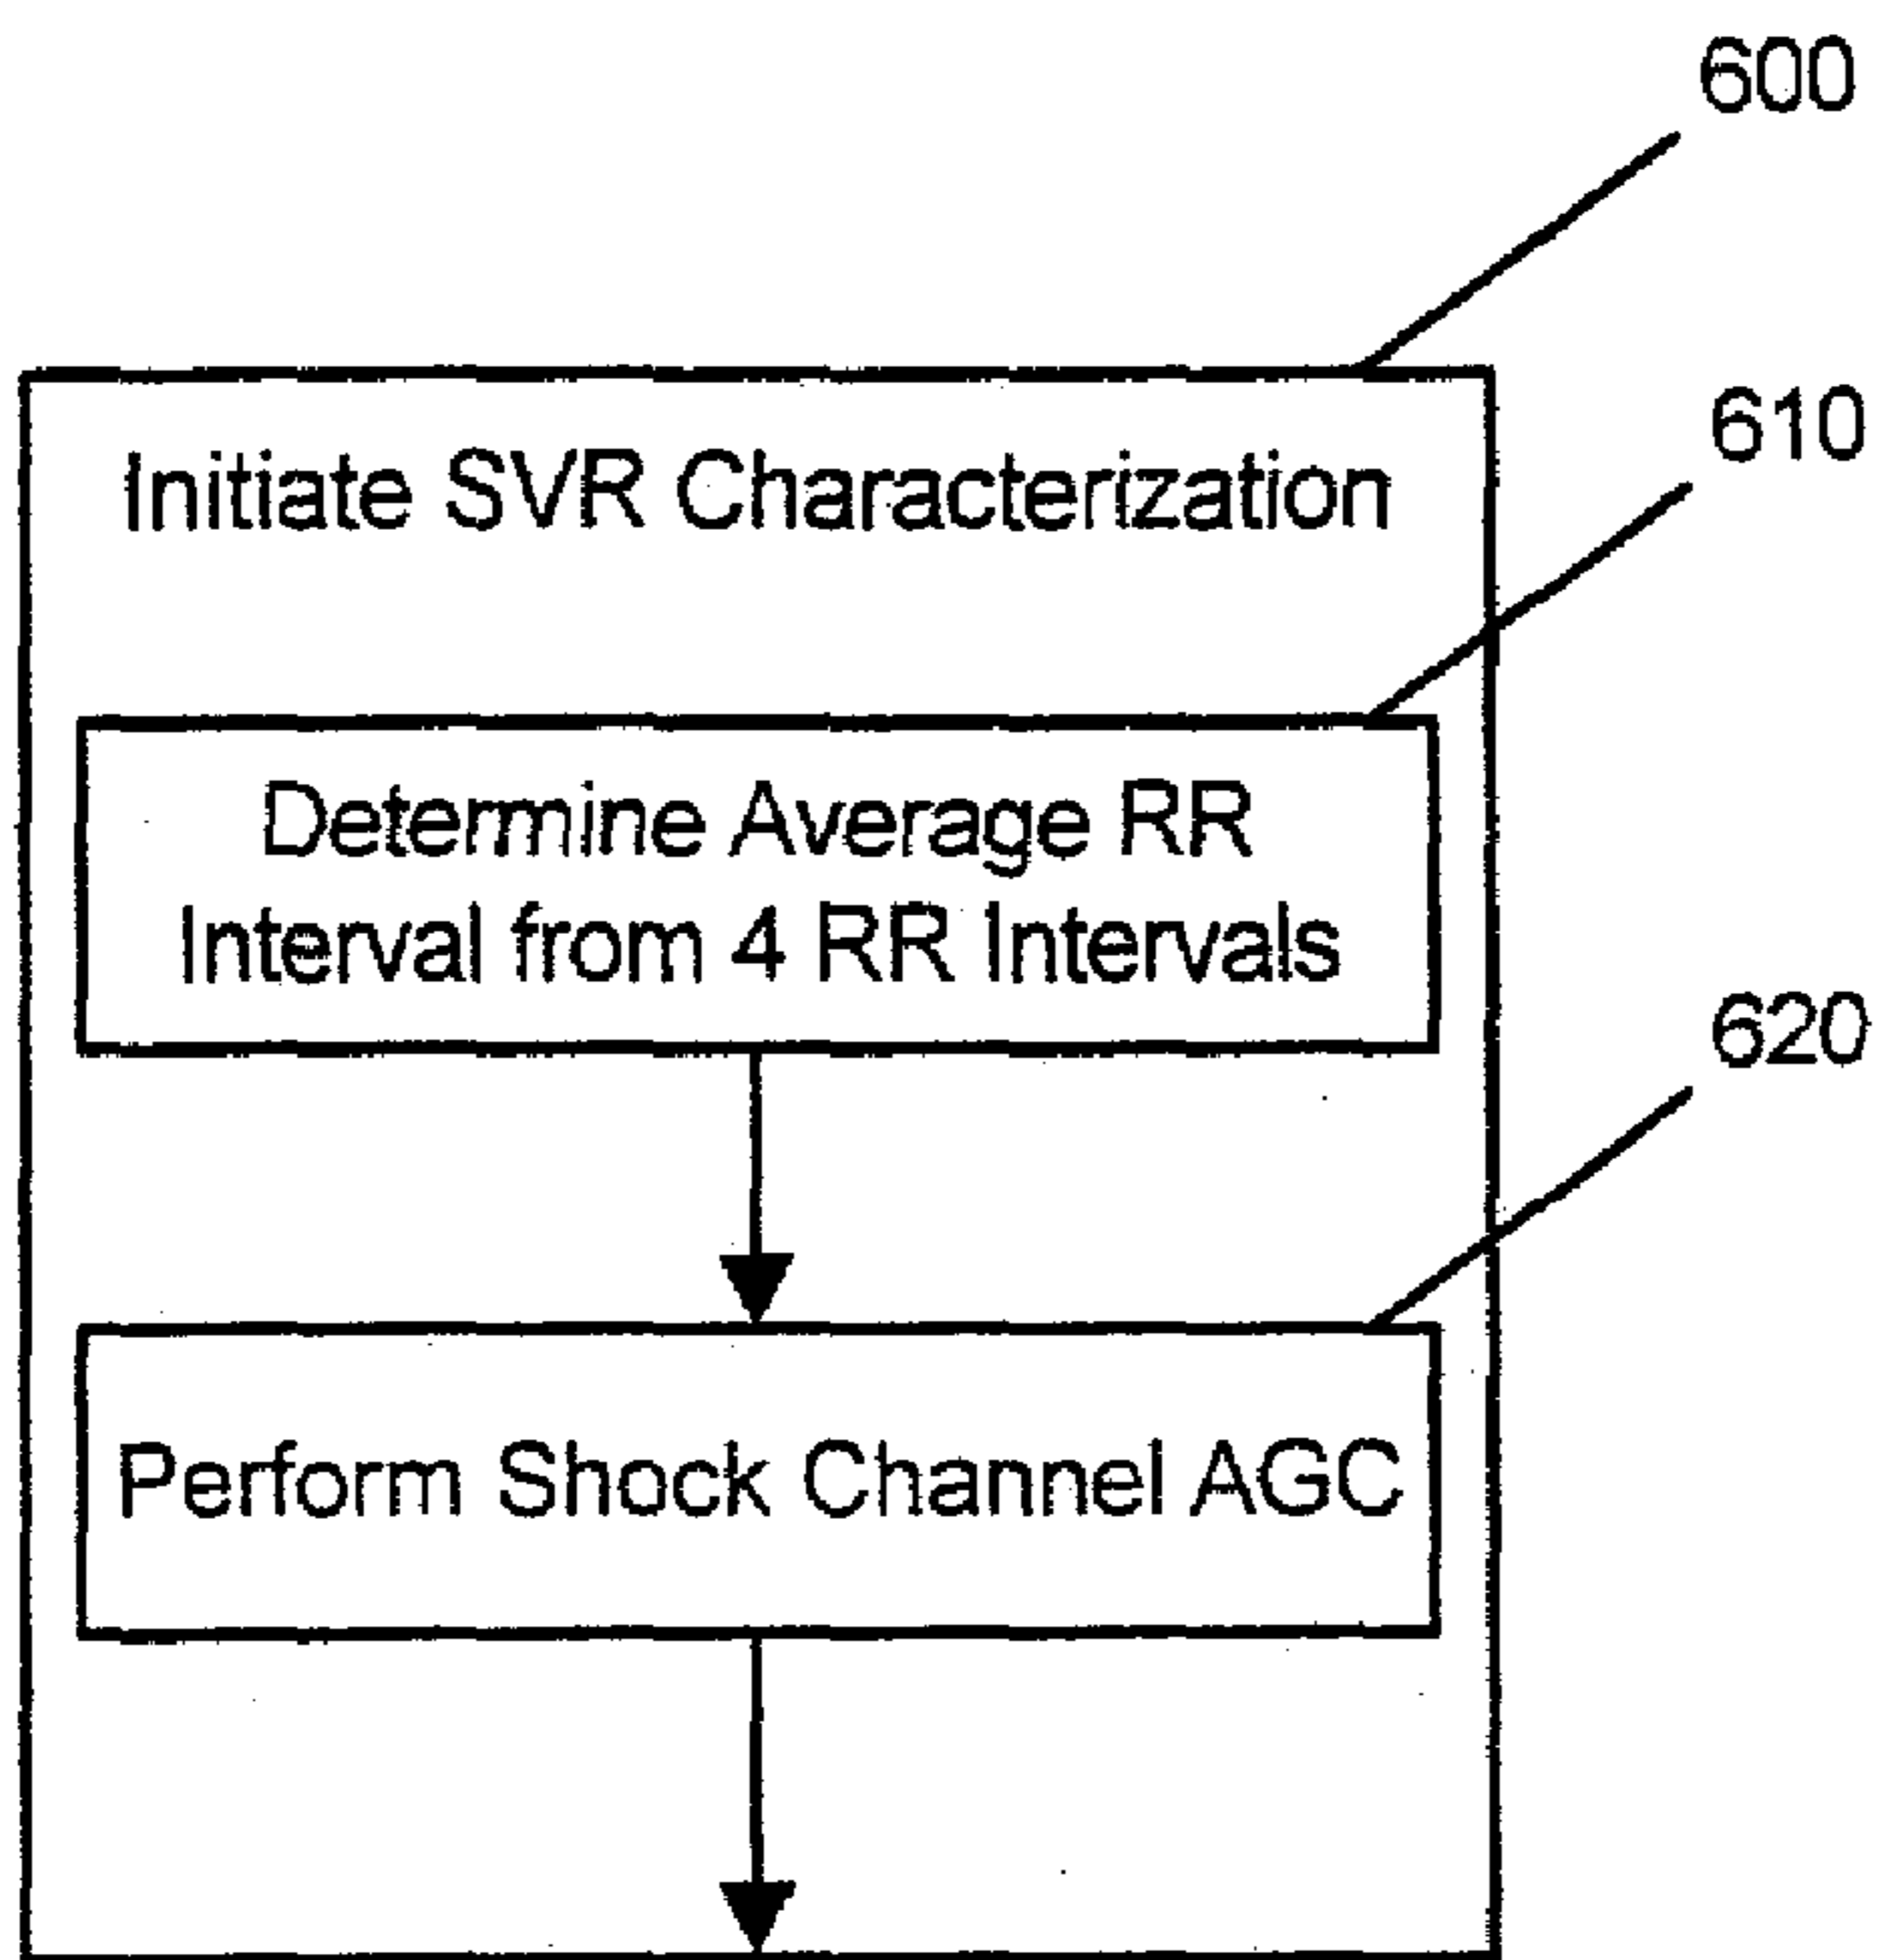 600
Initiate SVR Characterization
610
Determine Average RR
Interval from 4 RR Intervals
620
Perform Shock Channel AGC